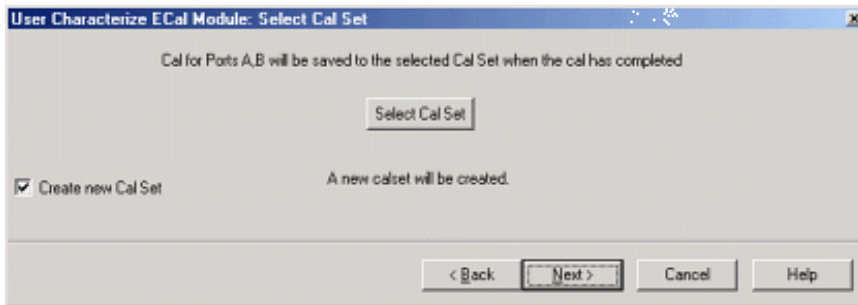 User Characterize ECal Module: Select Cal Set
Cal for Ports A,B will be saved to the selected Cal Set when the cal has completed
Select Cal Set
Create new Cal Set
A new calset will be created.
< Back
Next >
Cancel
Help